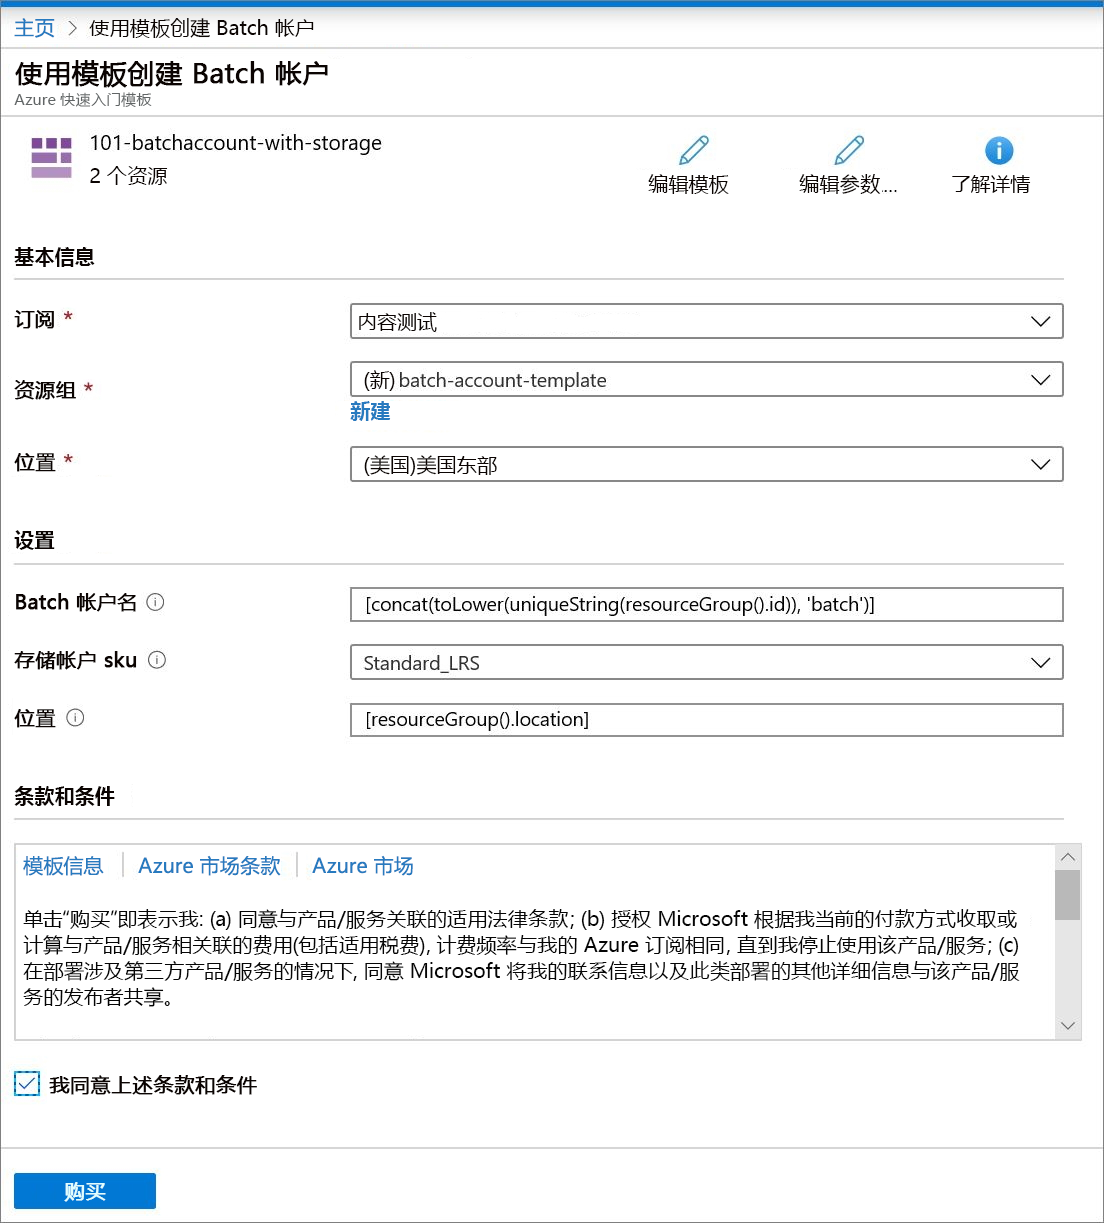 主页 > 使用模板创建 Batch 帐户
使用模板创建 Batch 帐户
Azure 快速入门模板
101-batchaccount-with-storage
2 个资源
编辑模板
编辑参数...
了解详情
基本信息
订阅 *
内容测试
资源组 *
(新) batch-account-template
新建
位置 *
(美国)美国东部
设置
Batch 帐户名
[concat(toLower(uniqueString(resourceGroup().id)), 'batch')]
存储帐户 sku
Standard_LRS
位置
[resourceGroup().location]
条款和条件
模板信息 | Azure 市场条款 | Azure 市场
单击“购买”即表示我: (a) 同意与产品/服务关联的适用法律条款; (b) 授权 Microsoft 根据我当前的付款方式收取或
计算与产品/服务相关联的费用(包括适用税费), 计费频率与我的 Azure 订阅相同, 直到我停止使用该产品/服务; (c)
在部署涉及第三方产品/服务的情况下, 同意 Microsoft 将我的联系信息以及此类部署的其他详细信息与该产品/服
务的发布者共享。
我同意上述条款和条件
购买